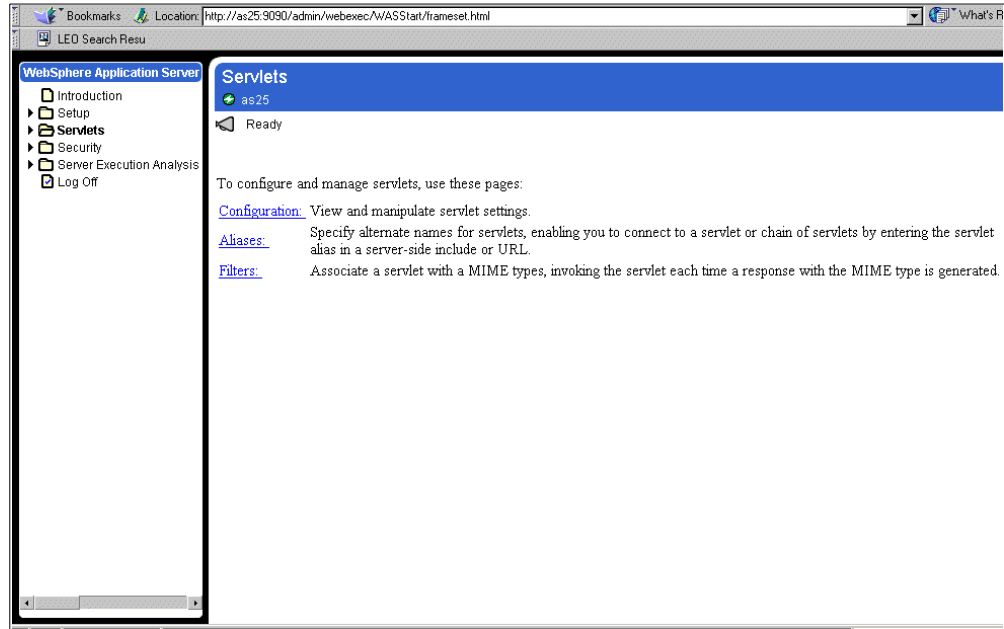 Bookmarks Location: http://as25:9090/admin/webexec/WASStart/frameset.html What's R
LEO Search Resu
WebSphere Application Server
Introduction
Setup
Servlets
Security
Server Execution Analysis
Log Off
Servlets
as25
Ready
To configure and manage servlets, use these pages:
Configuration: View and manipulate servlet settings.
Aliases: Specify alternate names for servlets, enabling you to connect to a servlet or chain of servlets by entering the servlet
alias in a server-side include or URL.
Filters: Associate a servlet with a MIME types, invoking the servlet each time a response with the MIME type is generated.